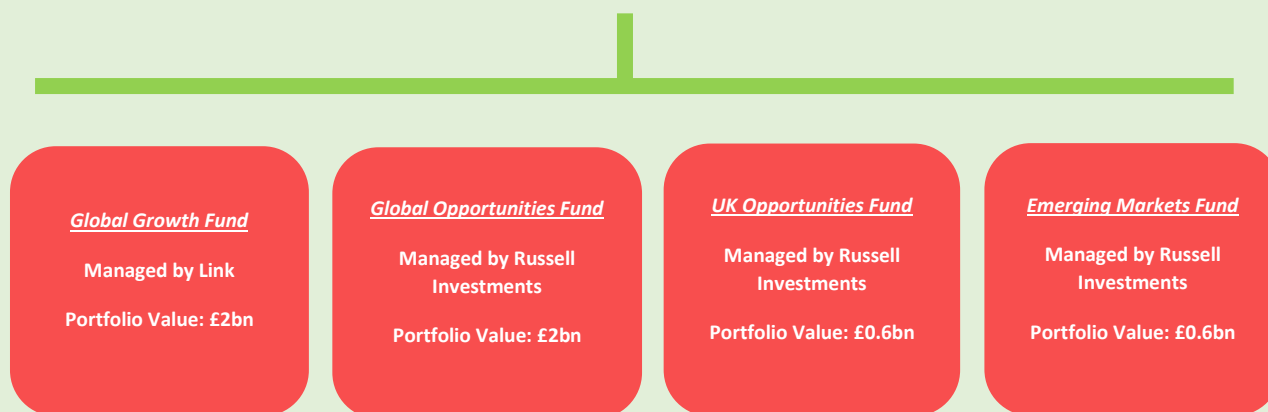 Global Growth Fund
Managed by Link
Portfolio Value: £2bn
Global Opportunities Fund
Managed by Russell
Investments
Portfolio Value: £2bn
UK Opportunities Fund
Managed by Russell
Investments
Portfolio Value: £0.6bn
Emerging Markets Fund
Managed by Russell
Investments
Portfolio Value: £0.6bn